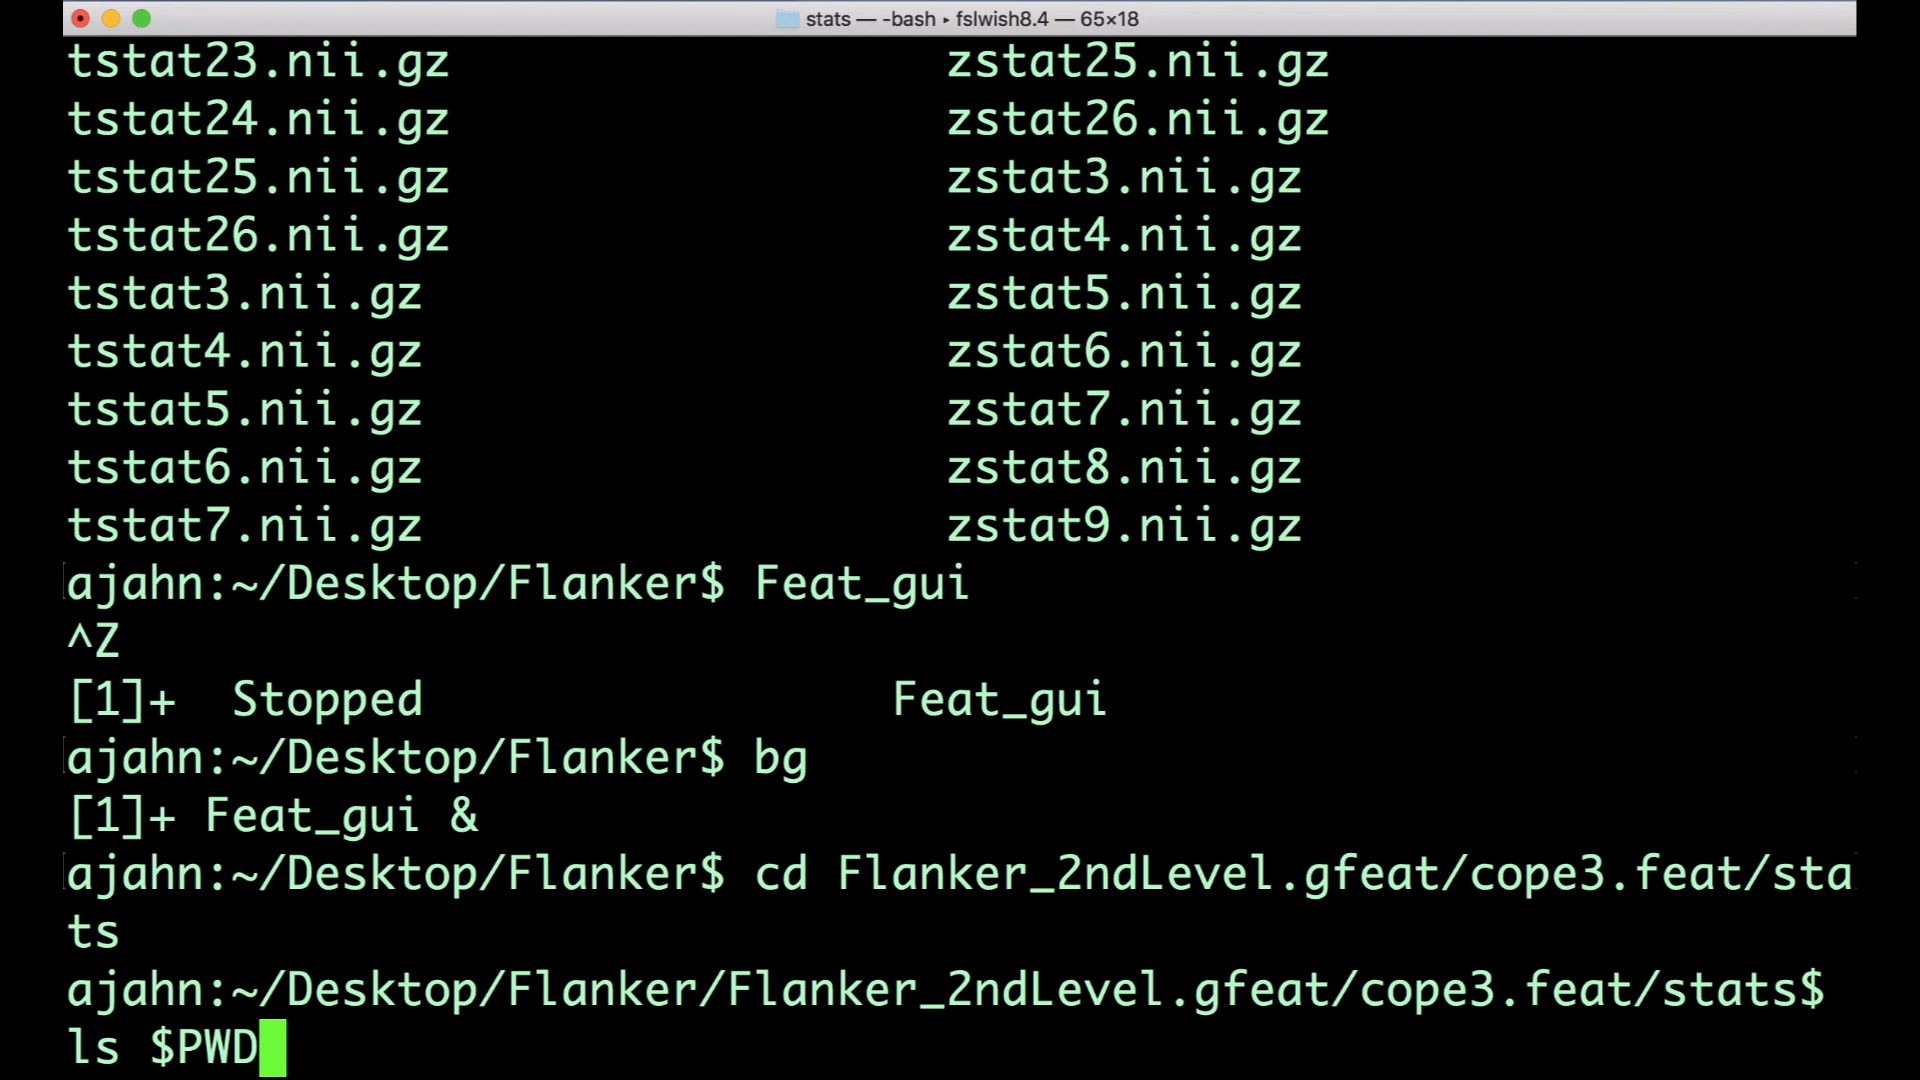 stats — -bash ▸ fslwish8.4 — 65×18
tstat23.nii.gz zstat25.nii.gz
tstat24.nii.gz zstat26.nii.gz
tstat25.nii.gz zstat3.nii.gz
tstat26.nii.gz zstat4.nii.gz
tstat3.nii.gz zstat5.nii.gz
tstat4.nii.gz zstat6.nii.gz
tstat5.nii.gz zstat7.nii.gz
tstat6.nii.gz zstat8.nii.gz
tstat7.nii.gz zstat9.nii.gz
ajahn:~/Desktop/Flanker$ Feat_gui
^Z
[1]+  Stopped                 Feat_gui
ajahn:~/Desktop/Flanker$ bg
[1]+ Feat_gui &
ajahn:~/Desktop/Flanker$ cd Flanker_2ndLevel.gfeat/cope3.feat/sta
ts
ajahn:~/Desktop/Flanker/Flanker_2ndLevel.gfeat/cope3.feat/stats$
ls $PWD